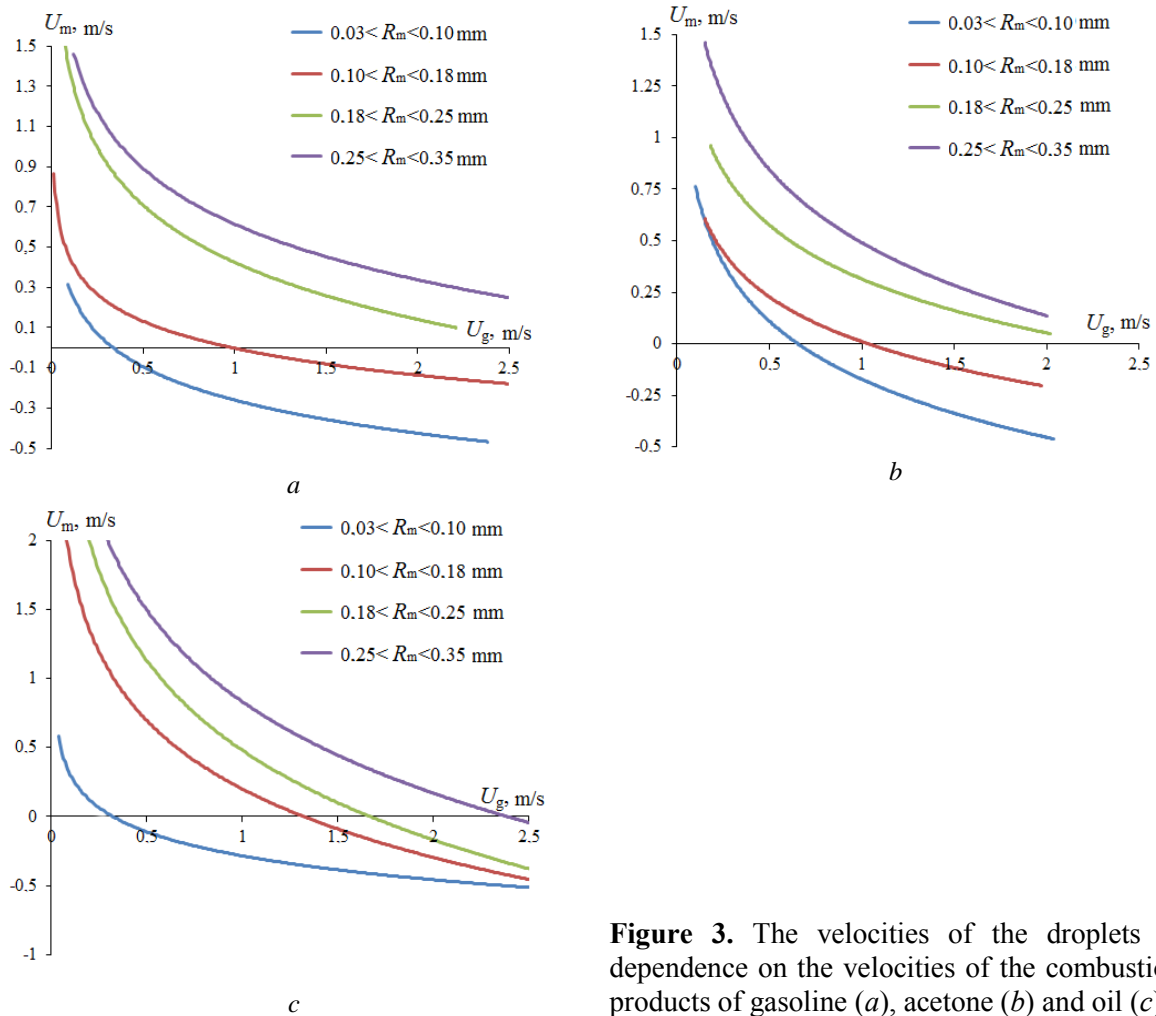 Um, m/s
0.03< Rm<0.10 mm
0.10< Rm<0.18 mm
0.18< Rm<0.25 mm
0.25< Rm<0.35 mm
1.5
1.3
1.1
0.9
0.7
0,5
0.3
0.1
-0.1
-0.3
-0.5
Ug, m/s
0 0.5 1 1.5 2 2.5
a
Um, m/s
0.03< Rm<0.10 mm
0.10< Rm<0.18 mm
0.18< Rm<0.25 mm
0.25< Rm<0.35 mm
1.5
1.25
1
0.75
0.5
0.25
0
-0.25
-0.5
Ug, m/s
0 0.5 1 1.5 2 2.5
b
Um, m/s
0.03< Rm<0.10 mm
0.10< Rm<0.18 mm
0.18< Rm<0.25 mm
0.25< Rm<0.35 mm
2
1.5
1
0.5
0
-0.5
-1
Ug, m/s
0 0.5 1 1.5 2 2.5
c
Figure 3. The velocities of the droplets
dependence on the velocities of the combustic
products of gasoline (a), acetone (b) and oil (c)